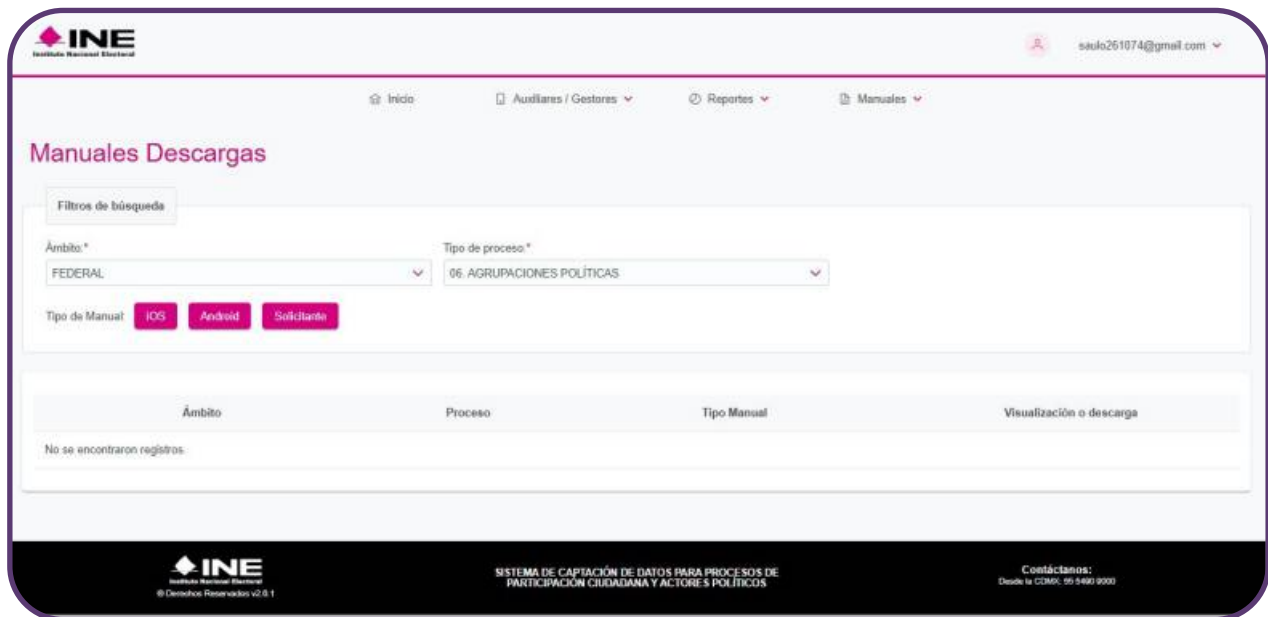 INE
Instituto Nacional Electoral
saulo261074@gmail.com
Inicio Auxiliares / Gestores Reportes Manuales
Manuales Descargas
Filtros de búsqueda
Ámbito:* Tipo de proceso:*
FEDERAL 06. AGRUPACIONES POLÍTICAS
Tipo de Manual: IOS Android Solicitante
Ámbito Proceso Tipo Manual Visualización o descarga
No se encontraron registros.
INE
Instituto Nacional Electoral
© Derechos Reservados v2.6.1
SISTEMA DE CAPTACIÓN DE DATOS PARA PROCESOS DE
PARTICIPACIÓN CIUDADANA Y ACTORES POLÍTICOS
Contáctanos:
Desde la CDMX: 55 5490 9000